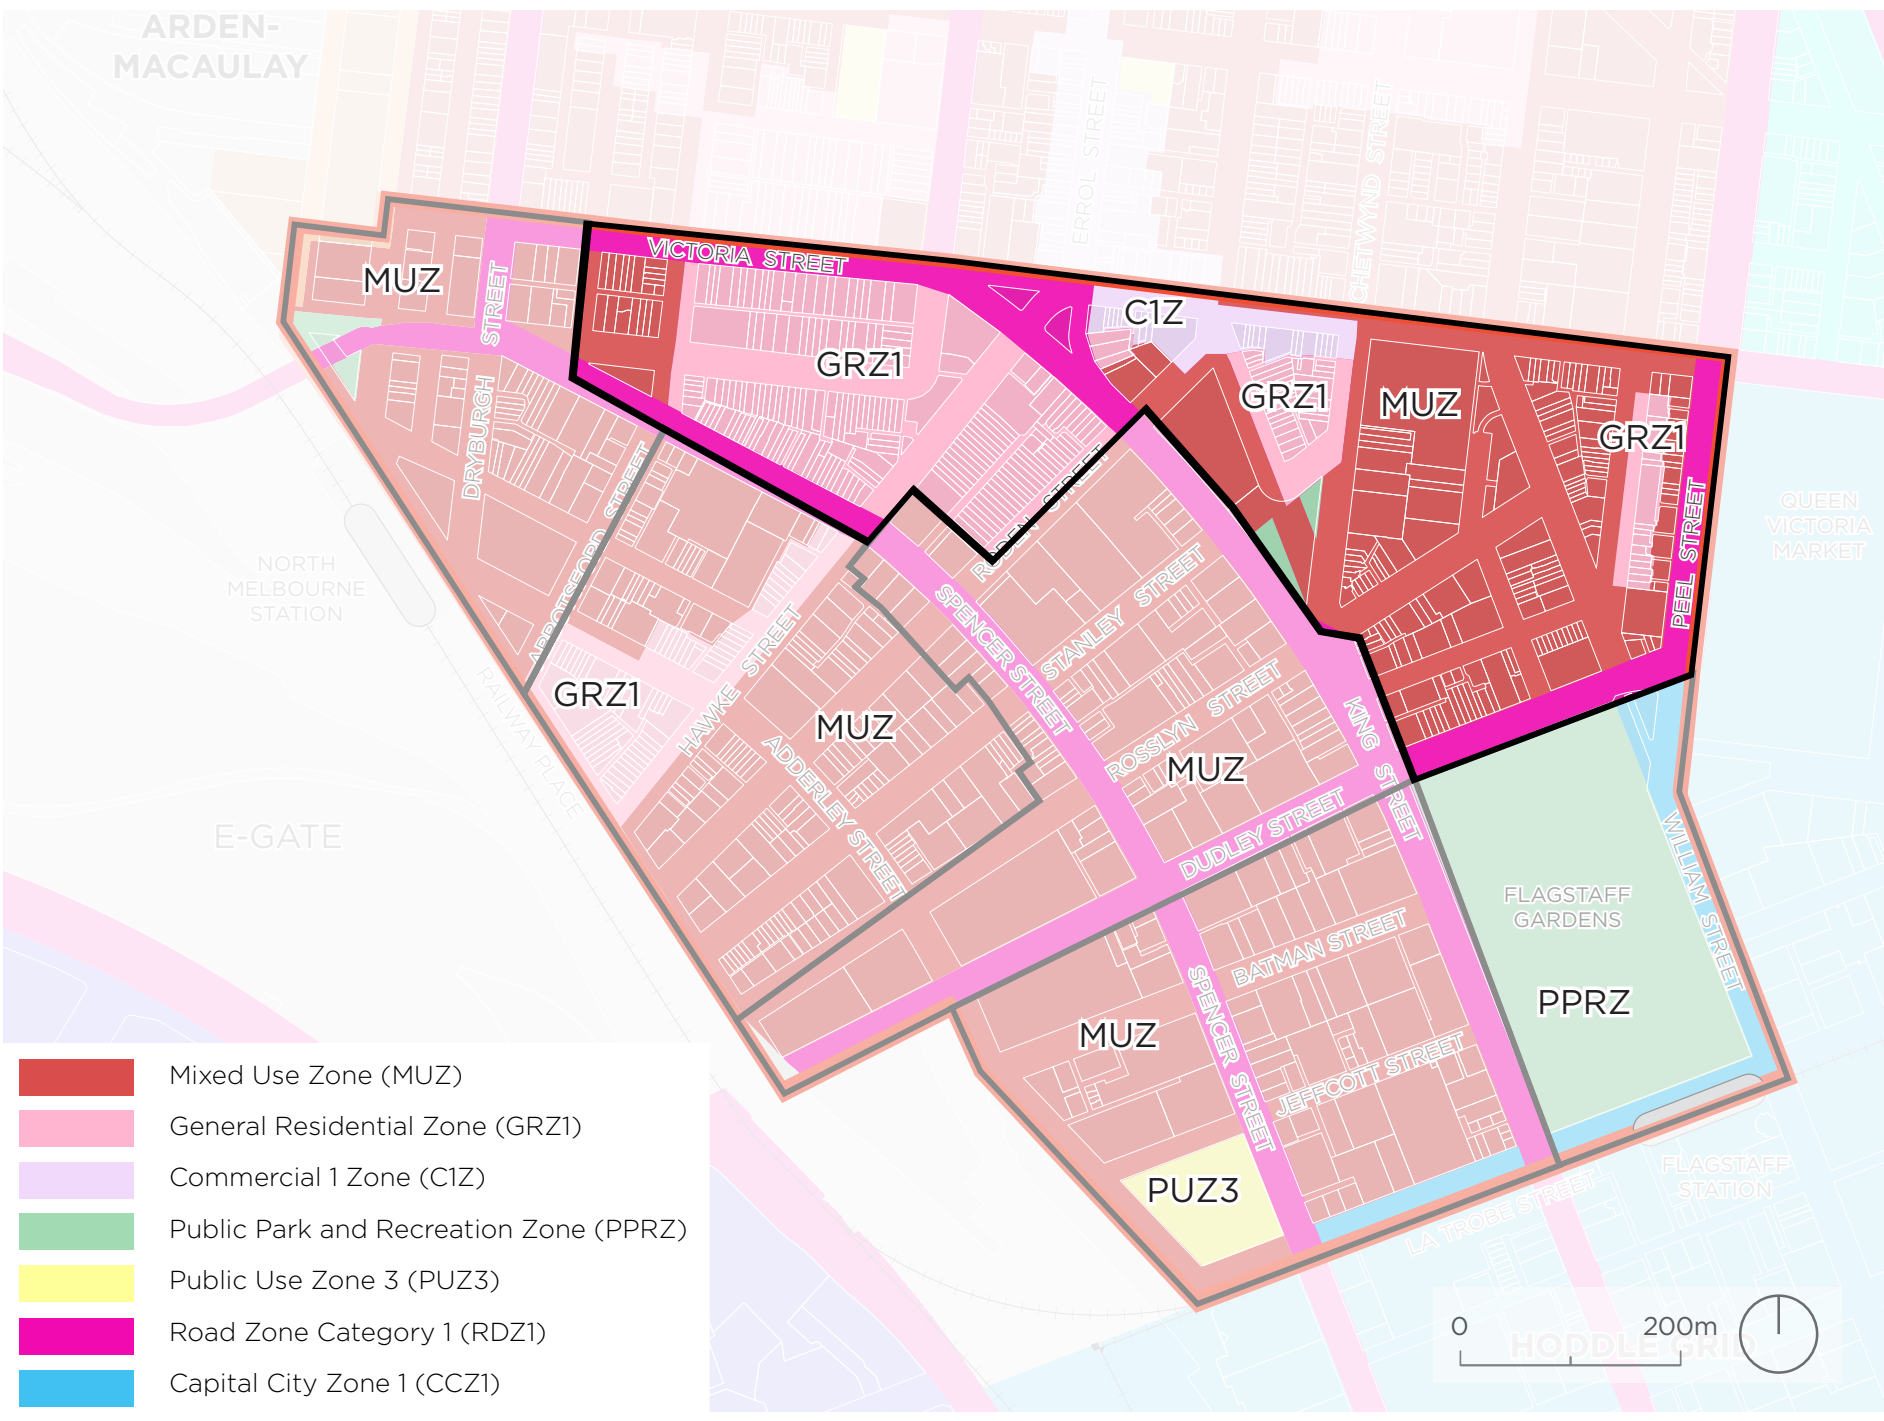 ARDEN-
MACAULAY
ERROL STREET
CHETWYND STREET
VICTORIA STREET
MUZ
STREET
C1Z
GRZ1
GRZ1
MUZ
GRZ1
DRYBURGH
ABBOTSFORD STREET
RODEN STREET
PEEL STREET
QUEEN
VICTORIA
MARKET
NORTH
MELBOURNE
STATION
SPENCER STREET
STANLEY STREET
HAWKE STREET
GRZ1
RAILWAY PLACE
MUZ
ADDERLEY STREET
ROSSLYN STREET
MUZ
KING STREET
E-GATE
DUDLEY STREET
WILLIAM STREET
FLAGSTAFF
GARDENS
BATMAN STREET
PPRZ
MUZ
SPENCER STREET
JEFFCOTT STREET
PUZ3
FLAGSTAFF
STATION
LA TROBE STREET
Mixed Use Zone (MUZ)
General Residential Zone (GRZ1)
Commercial 1 Zone (C1Z)
Public Park and Recreation Zone (PPRZ)
Public Use Zone 3 (PUZ3)
Road Zone Category 1 (RDZ1)
Capital City Zone 1 (CCZ1)
0 200m
HODDLE GRID